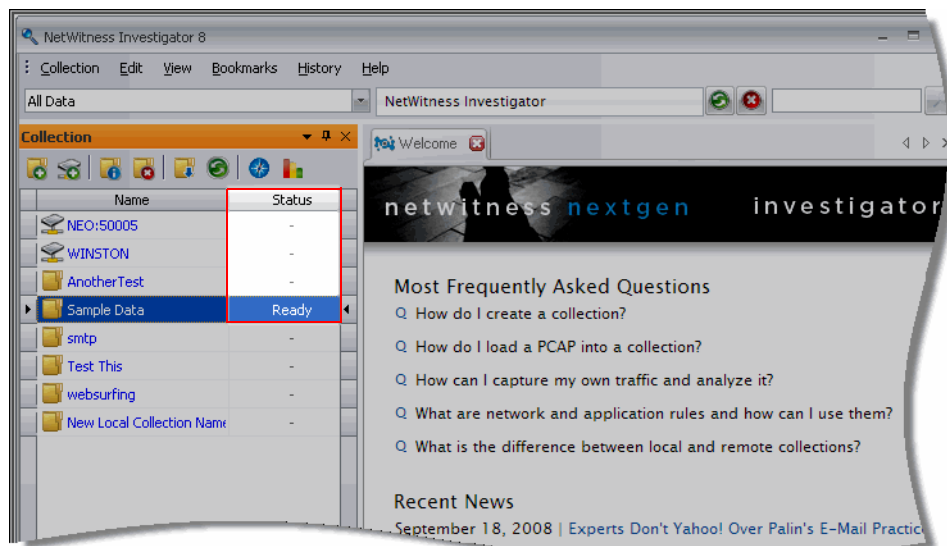 NetWitness Investigator 8
Collection Edit View Bookmarks History Help
All Data NetWitness Investigator
Collection
Welcome
Name Status
NEO:50005 -
WINSTON -
AnotherTest -
Sample Data Ready
smtp -
Test This -
websurfing -
New Local Collection Name -
netwitness nextgen investigator
Most Frequently Asked Questions
Q How do I create a collection?
Q How do I load a PCAP into a collection?
Q How can I capture my own traffic and analyze it?
Q What are network and application rules and how can I use them?
Q What is the difference between local and remote collections?
Recent News
September 18, 2008 | Experts Don't Yahoo! Over Palin's E-Mail Practic